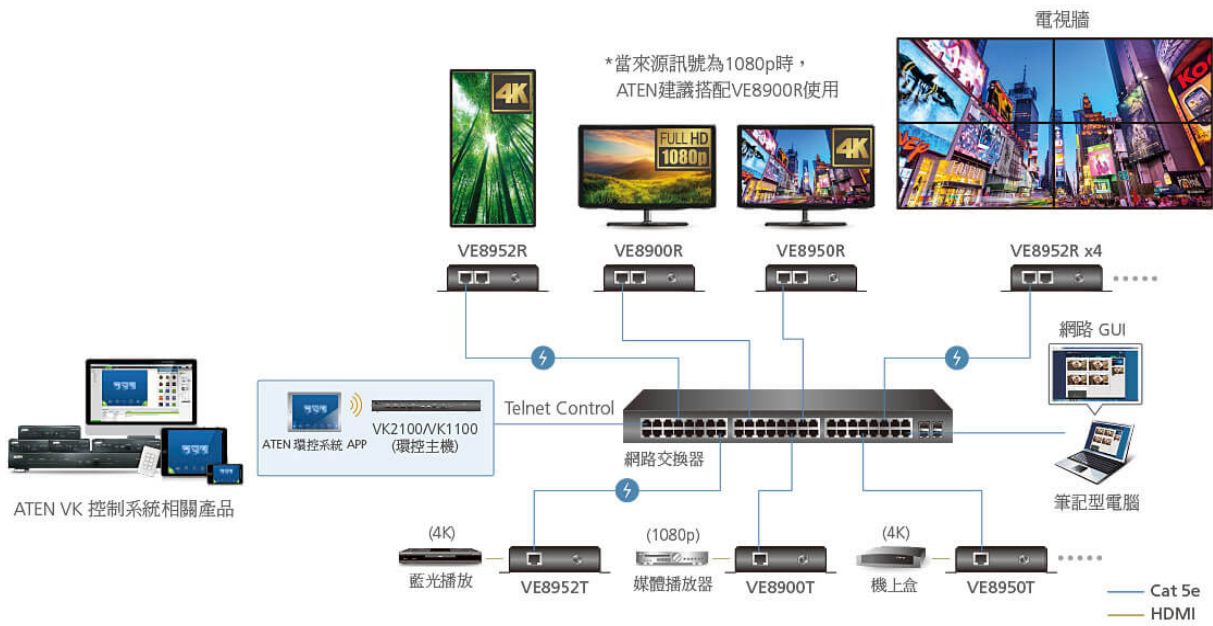 電視牆
*當來源訊號為1080p時，
ATEN建議搭配VE8900R使用
4K
FULL HD
1080p
4K
VE8952R
VE8900R
VE8950R
VE8952R x4
網路 GUI
Telnet Control
ATEN 環控系統 APP
VK2100/VK1100
(環控主機)
網路交換器
筆記型電腦
ATEN VK 控制系統相關產品
(4K)
(1080p)
(4K)
藍光播放
VE8952T
媒體播放器
VE8900T
機上盒
VE8950T
Cat 5e
HDMI